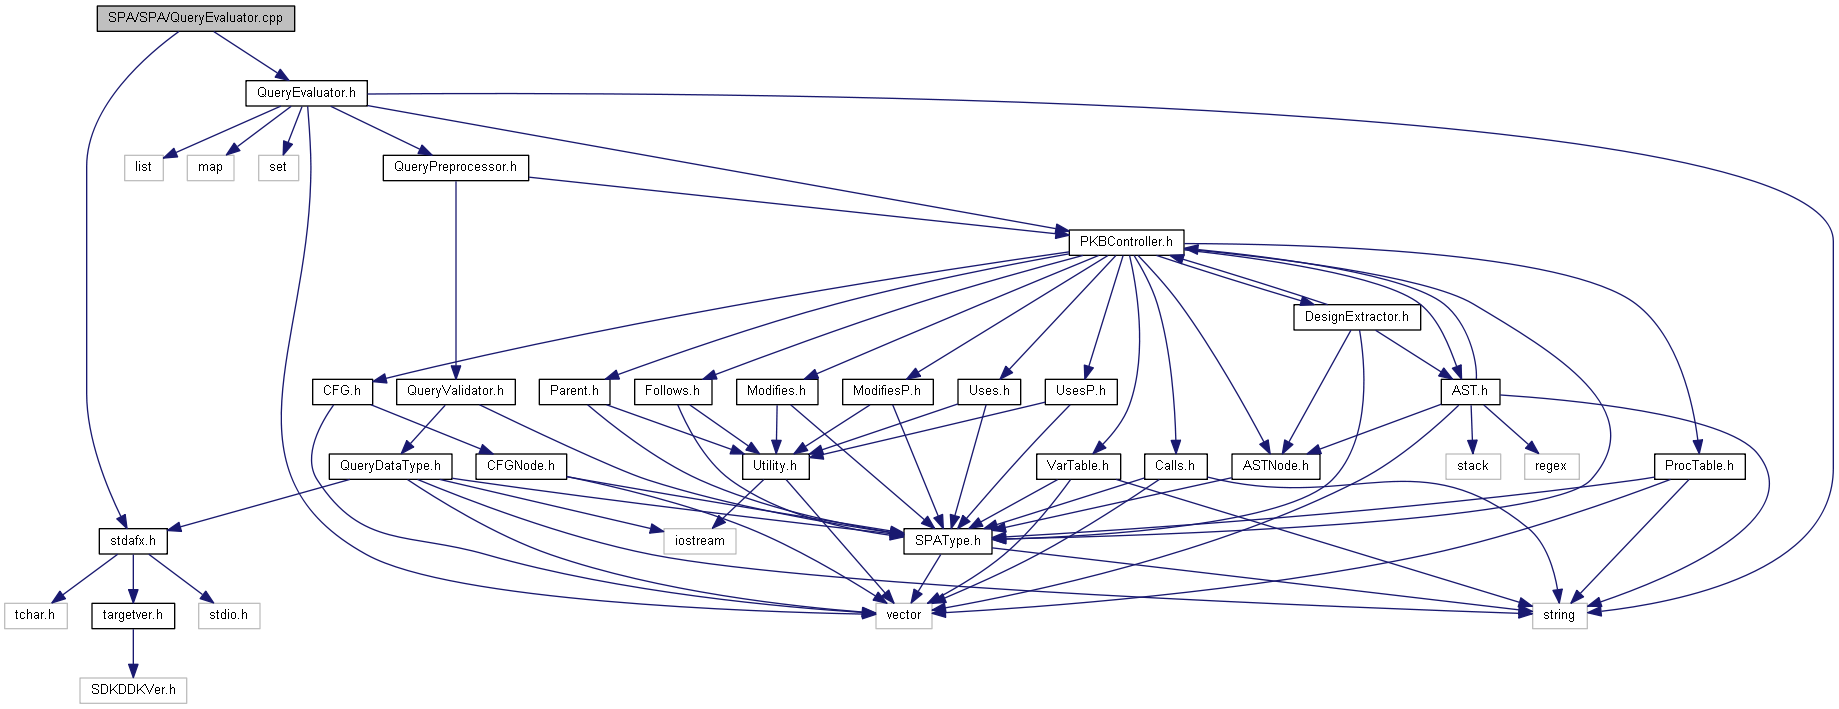 SPA/SPA/QueryEvaluator.cpp
QueryEvaluator.h
list
map
set
QueryPreprocessor.h
PKBController.h
DesignExtractor.h
CFG.h
QueryValidator.h
Parent.h
Follows.h
Modifies.h
ModifiesP.h
Uses.h
UsesP.h
AST.h
QueryDataType.h
CFGNode.h
Utility.h
VarTable.h
Calls.h
ASTNode.h
stack
regex
ProcTable.h
stdafx.h
iostream
SPAType.h
tchar.h
targetver.h
stdio.h
vector
string
SDKDDKVer.h